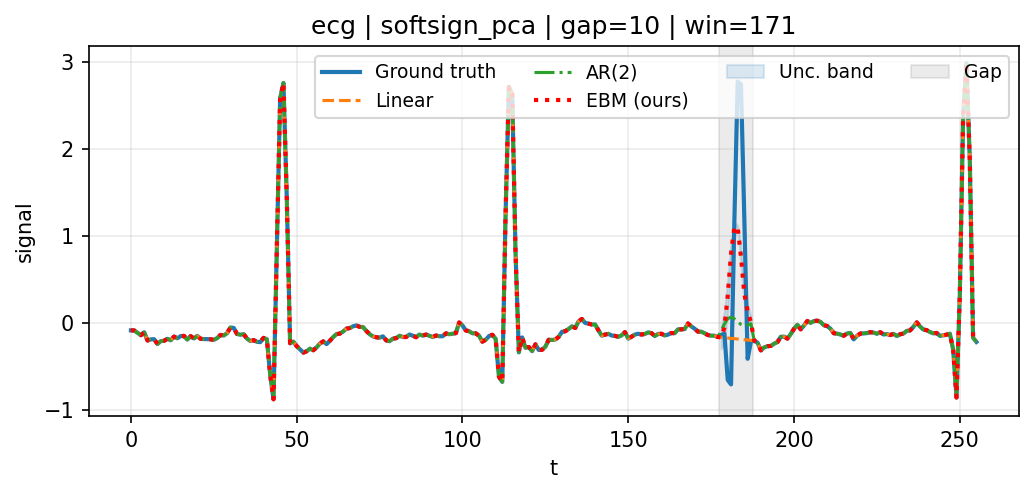 ecg | softsign_pca | gap=10 | win=171
Ground truth
Linear
AR(2)
EBM (ours)
Unc. band
Gap
signal
3
2
1
0
−1
0
50
100
150
200
250
t